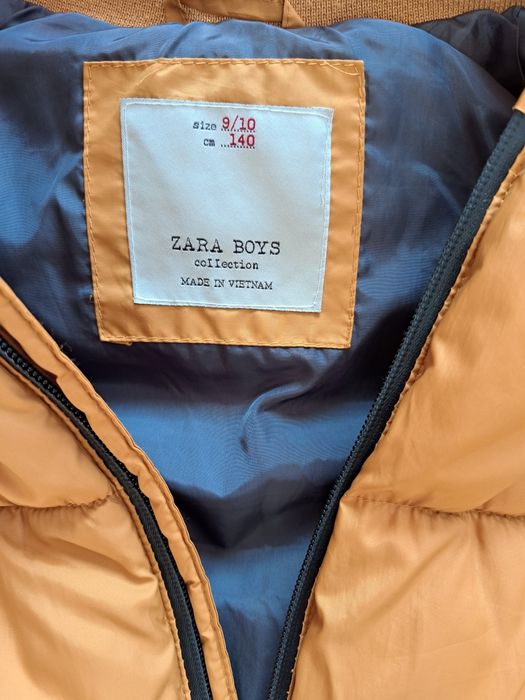 size 9/10
cm 140
ZARA BOYS
collection
MADE IN VIETNAM